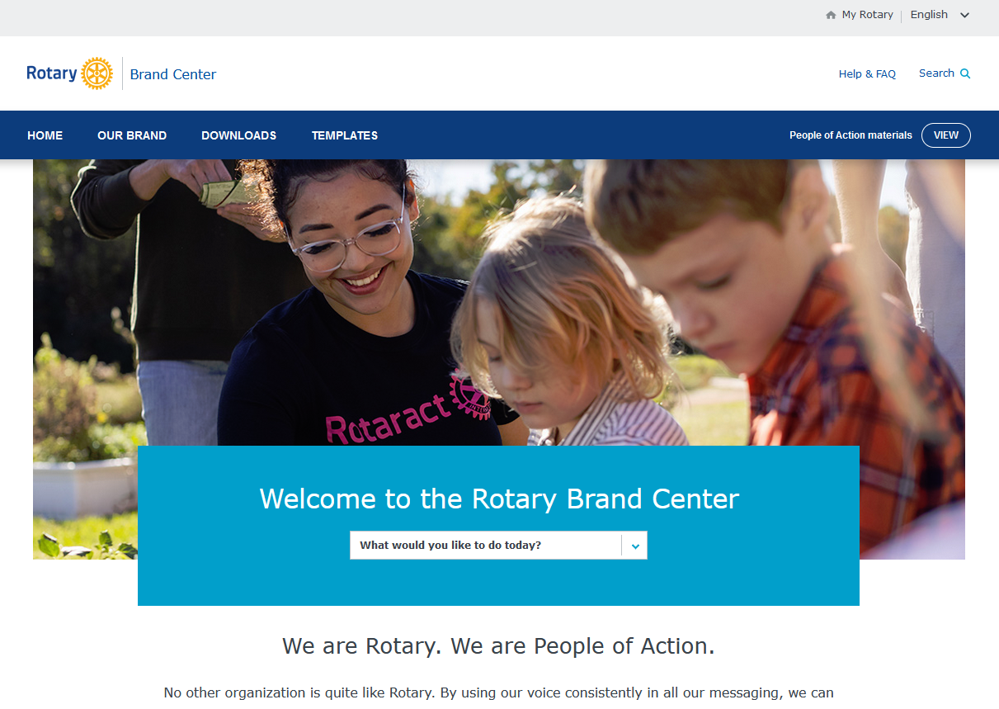 My Rotary
English
Rotary
Brand Center
Help & FAQ
Search
HOME
OUR BRAND
DOWNLOADS
TEMPLATES
People of Action materials
VIEW
Rotaract
Welcome to the Rotary Brand Center
What would you like to do today?
We are Rotary. We are People of Action.
No other organization is quite like Rotary. By using our voice consistently in all our messaging, we can